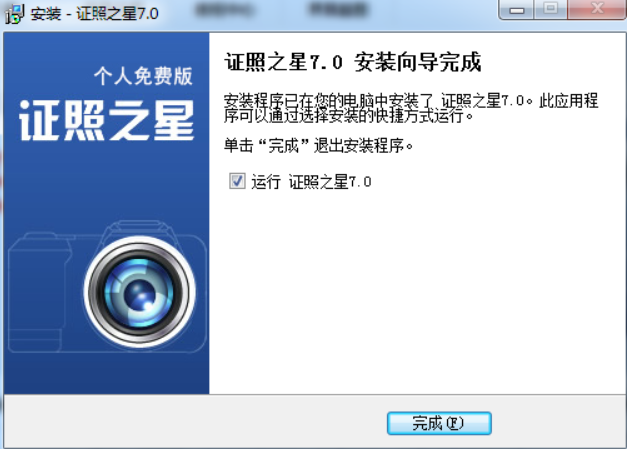 安装 - 证照之星7.0
个人免费版
证照之星
证照之星7.0 安装向导完成
安装程序已在您的电脑中安装了 证照之星7.0。此应用程
序可以通过选择安装的快捷方式运行。
单击“完成”退出安装程序。
运行 证照之星7.0
完成(F)